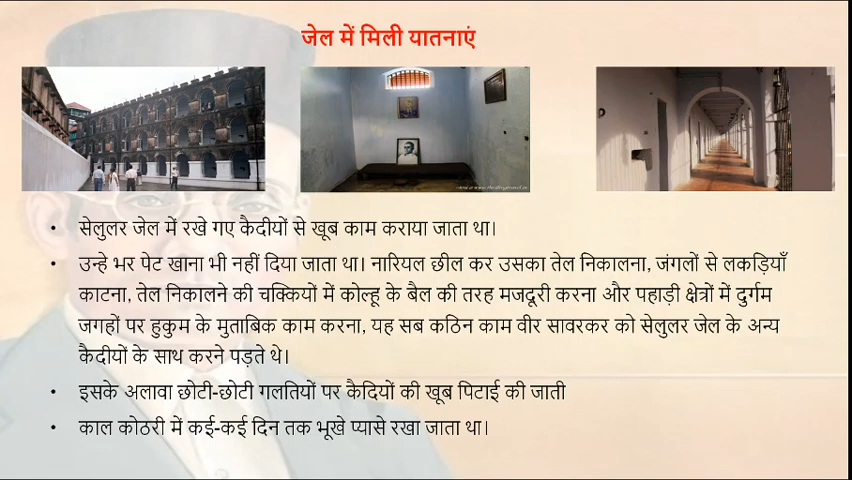 जेल में मिली यातनाएं
• सेलुलर जेल में रखे गए कैदीयों से खूब काम कराया जाता था।
• उन्हे भर पेट खाना भी नहीं दिया जाता था। नारियल छील कर उसका तेल निकालना, जंगलों से लकड़ियाँ
काटना, तेल निकालने की चक्कियों में कोल्हू के बैल की तरह मजदूरी करना और पहाड़ी क्षेत्रों में दुर्गम
जगहों पर हुकुम के मुताबिक काम करना, यह सब कठिन काम वीर सावरकर को सेलुलर जेल के अन्य
कैदीयों के साथ करने पड़ते थे।
• इसके अलावा छोटी-छोटी गलतियों पर कैदियों की खूब पिटाई की जाती
• काल कोठरी में कई-कई दिन तक भूखे प्यासे रखा जाता था।